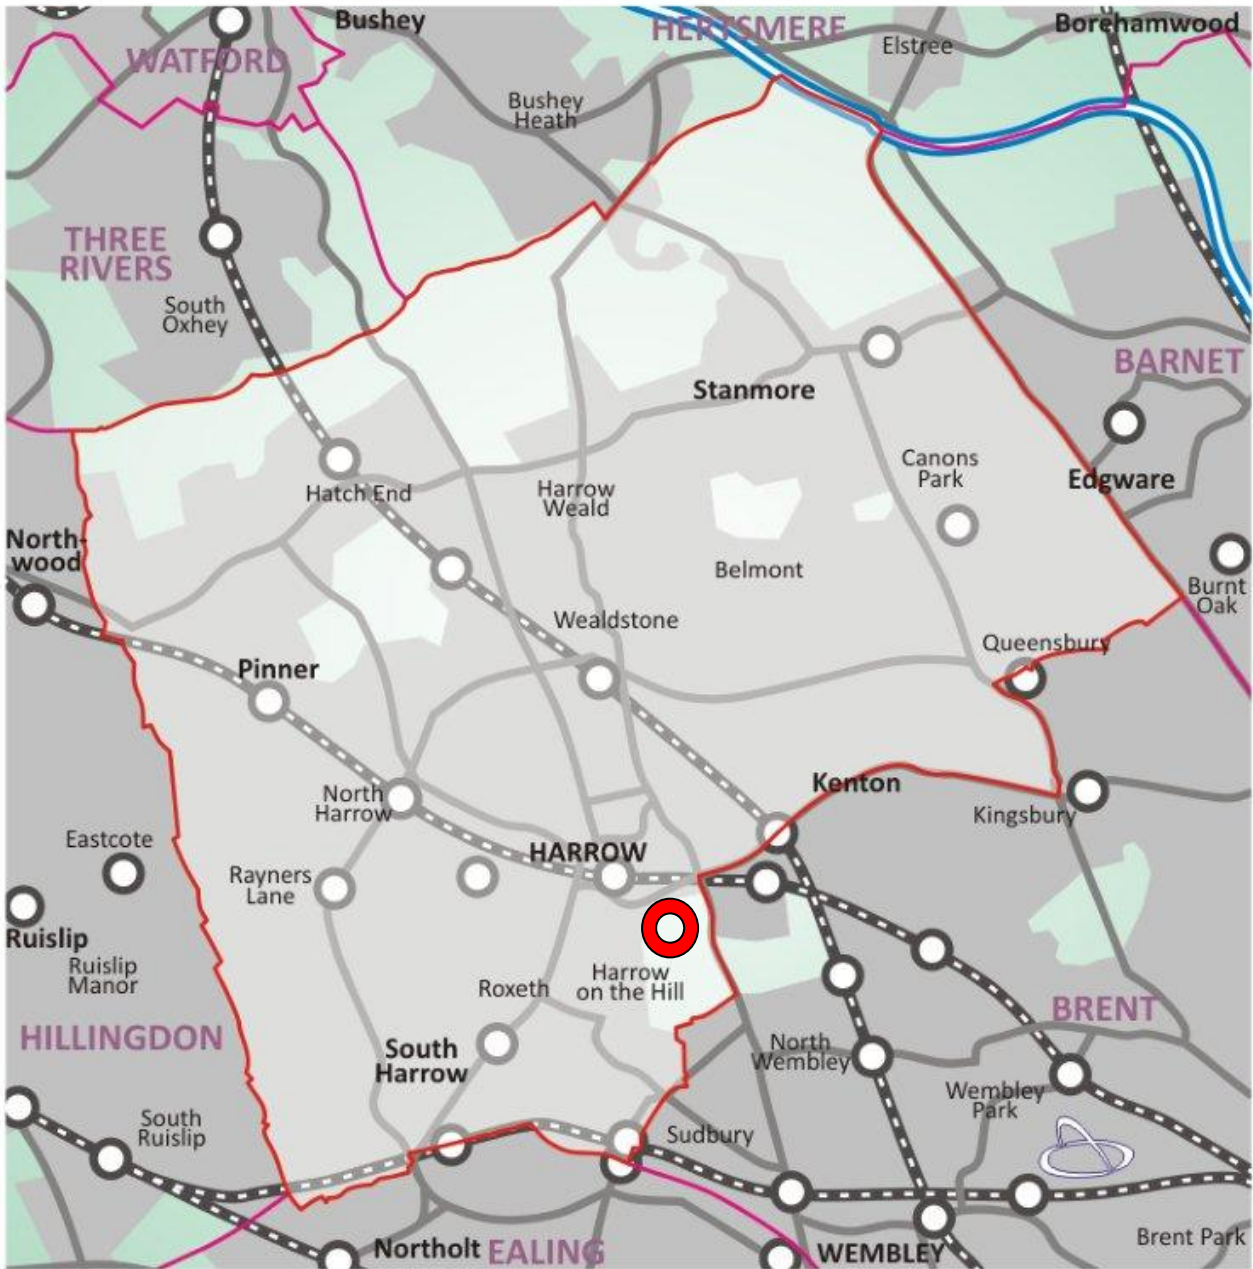 Bushey
HERTSMERE
Borehamwood
WATFORD
Elstree
Bushey
Heath
THREE
RIVERS
South
Oxhey
BARNET
Stanmore
Canons
Park
Edgware
Hatch End
Harrow
Weald
North-
wood
Belmont
Burnt
Oak
Wealdstone
Queensbury
Pinner
Kenton
North
Harrow
Kingsbury
Eastcote
HARROW
Rayners
Lane
Ruislip
Ruislip
Manor
Harrow
on the Hill
Roxeth
BRENT
HILLINGDON
South
Harrow
North
Wembley
Wembley
Park
South
Ruislip
Sudbury
Brent Park
Northolt
EALING
WEMBLEY